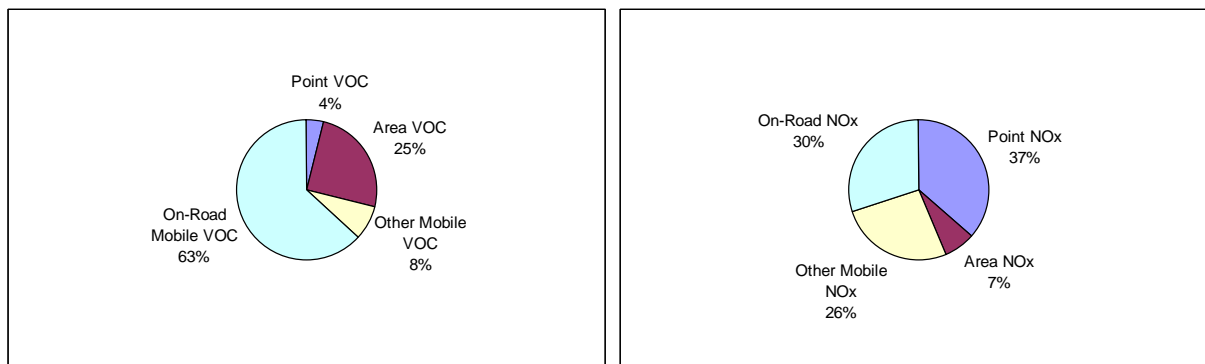 Point VOC
4%
Area VOC
25%
Other Mobile
VOC
8%
On-Road
Mobile VOC
63%
On-Road NOx
30%
Point NOx
37%
Area NOx
7%
Other Mobile
NOx
26%